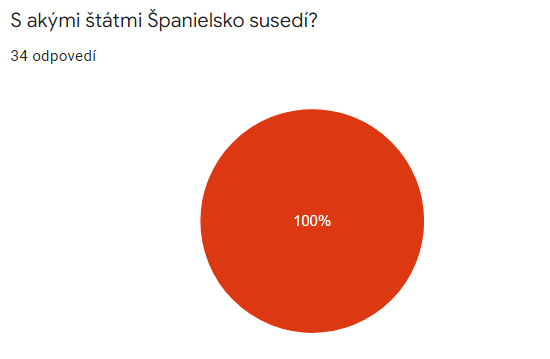 S akými štátmi Španielsko susedí?
34 odpovedí
100%